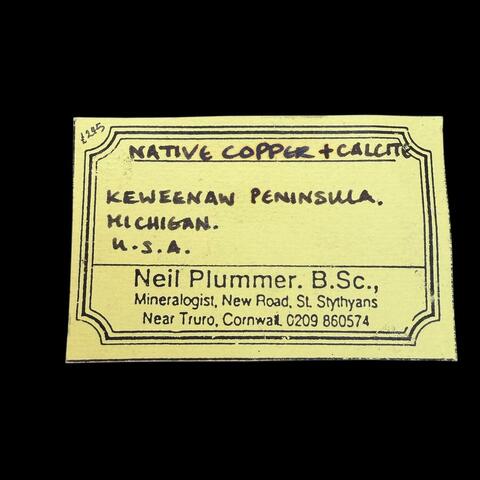 £295
NATIVE COPPER + CALCITE
KEWEENAW PENINSULA.
MICHIGAN.
U.S.A.
Neil Plummer. B.Sc.,
Mineralogist, New Road, St. Stythyans
Near Truro, Cornwall. 0209 860574